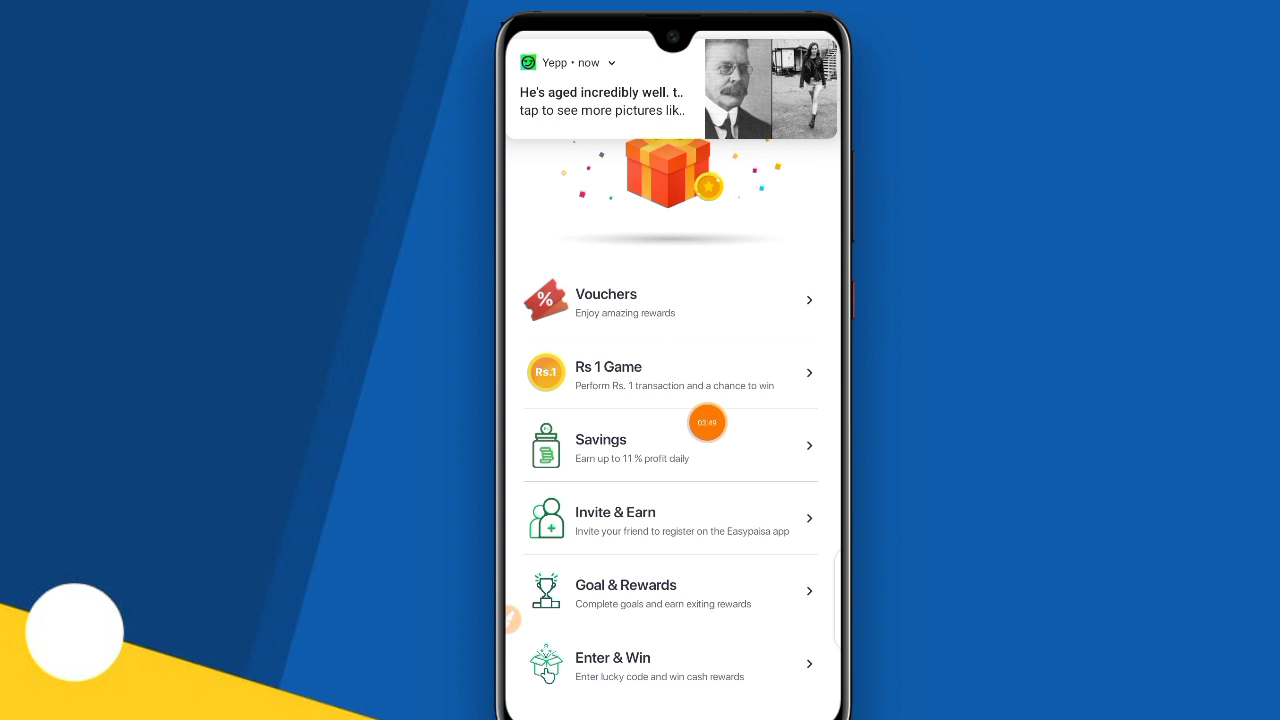 Yepp • now
He's aged incredibly well. t..
tap to see more pictures lik..
%
Vouchers
Enjoy amazing rewards
Rs.1
Rs 1 Game
Perform Rs. 1 transaction and a chance to win
03:49
Savings
Earn up to 11 % profit daily
Invite & Earn
Invite your friend to register on the Easypaisa app
Goal & Rewards
Complete goals and earn exiting rewards
Enter & Win
Enter lucky code and win cash rewards